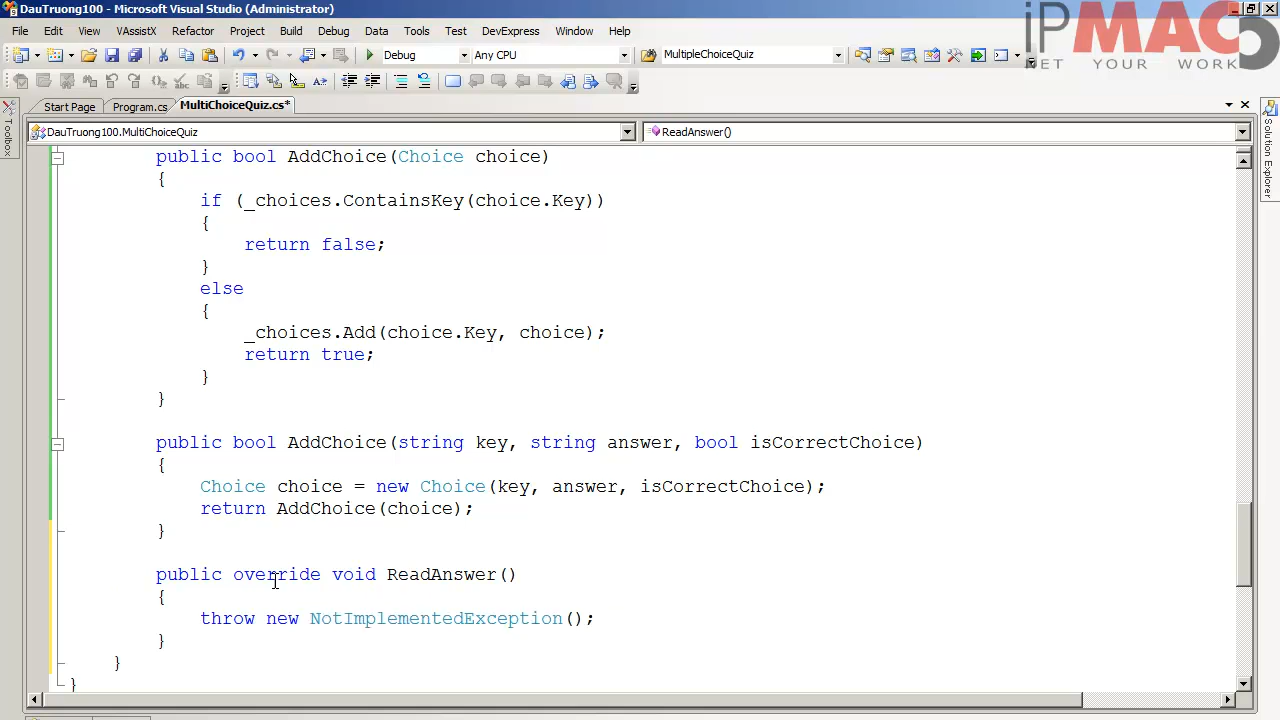 DauTruong100 - Microsoft Visual Studio (Administrator)
File Edit View VAssistX Refactor Project Build Debug Data Tools Test DevExpress Window Help
Debug Any CPU MultipleChoiceQuiz
iPMAC
NET YOUR WORK
Start Page Program.cs MultiChoiceQuiz.cs*
DauTruong100.MultiChoiceQuiz ReadAnswer()
Toolbox
Solution Explorer
public bool AddChoice(Choice choice)
{
if (_choices.ContainsKey(choice.Key))
{
return false;
}
else
{
_choices.Add(choice.Key, choice);
return true;
}
}
public bool AddChoice(string key, string answer, bool isCorrectChoice)
{
Choice choice = new Choice(key, answer, isCorrectChoice);
return AddChoice(choice);
}
public override void ReadAnswer()
{
throw new NotImplementedException();
}
}
}